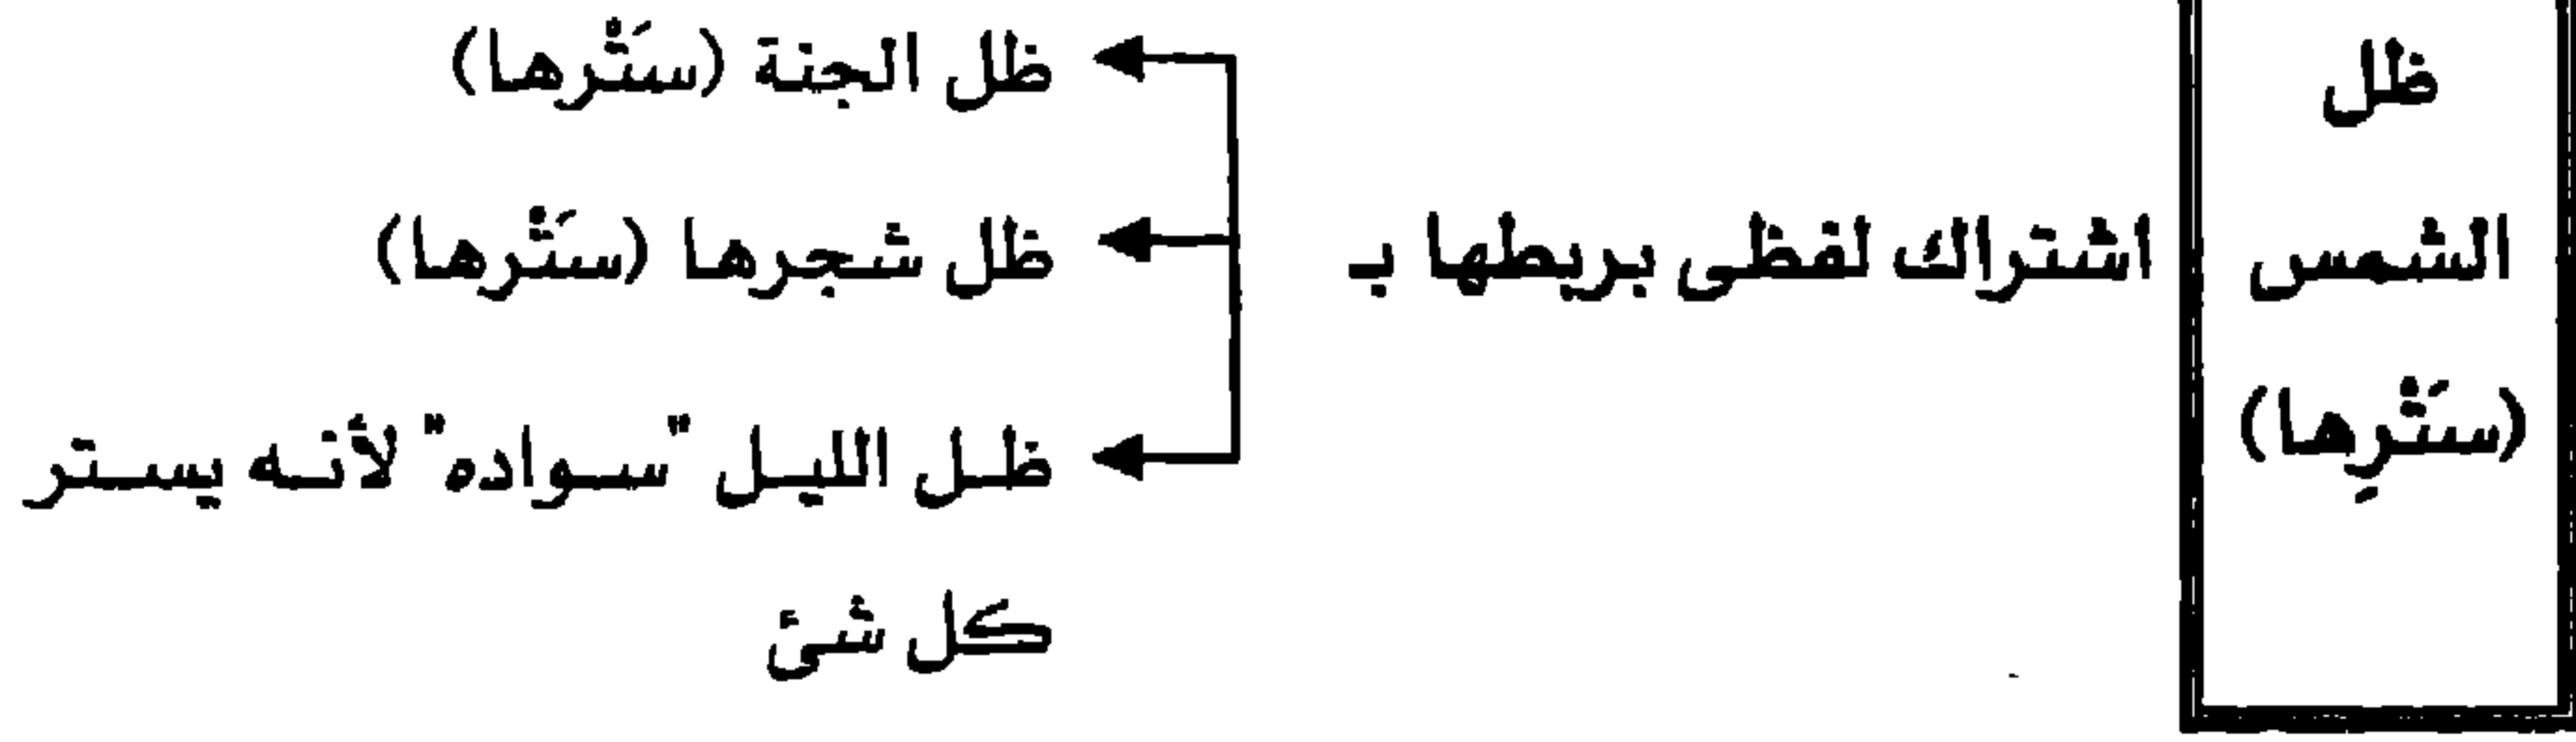 ظل
الشمس
(سَتْرِها)
اشتراك لفظى بربطها بـ
ظل الجنة (سَتْرها)
ظل شجرها (سَتْرها)
ظل الليل "سواده" لأنه يستر
كل شئ